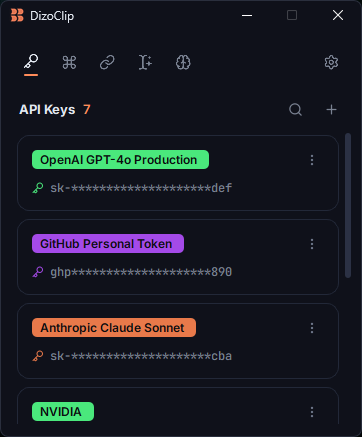 DizoClip
API Keys 7
OpenAI GPT-4o Production
sk-*********************def
GitHub Personal Token
ghp*********************890
Anthropic Claude Sonnet
sk-*********************cba
NVIDIA